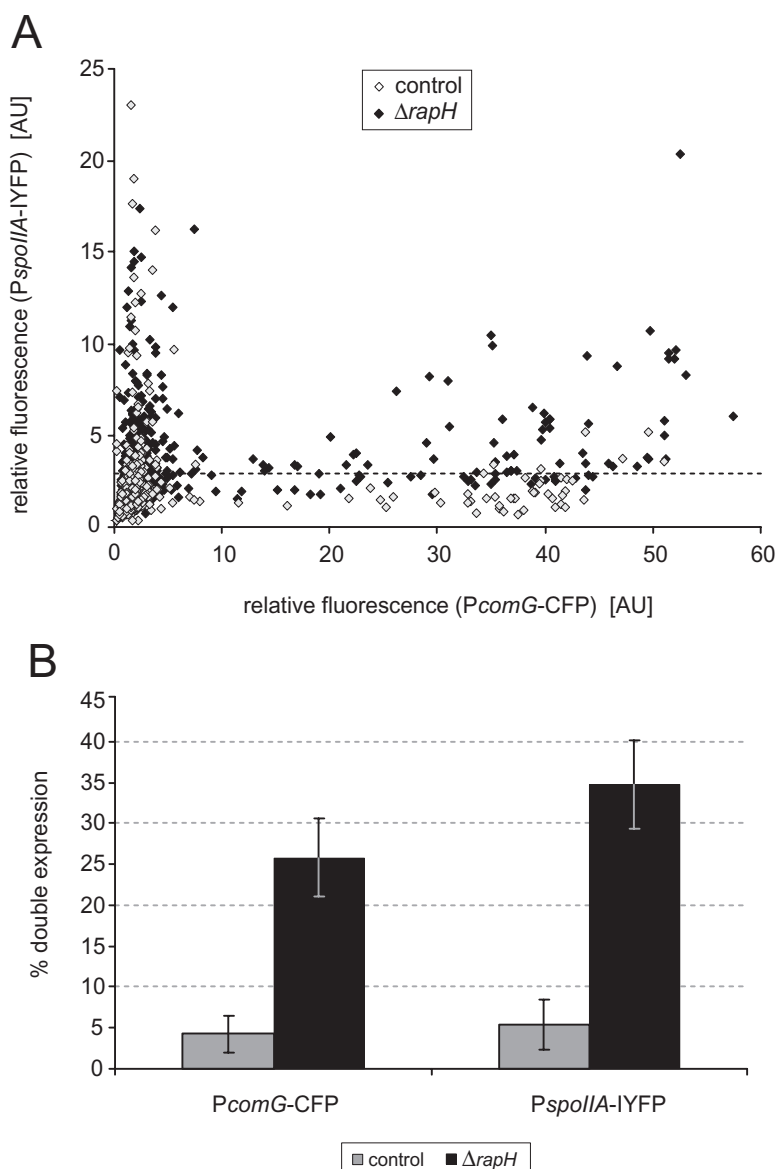 A
25
20
15
10
5
0
relative fluorescence (PspoIIA-IYFP) [AU]
control
ΔrapH
0 10 20 30 40 50 60
relative fluorescence (PcomG-CFP) [AU]
B
45
40
35
30
25
20
15
10
5
0
% double expression
PcomG-CFP PspoIIA-IYFP
control ΔrapH